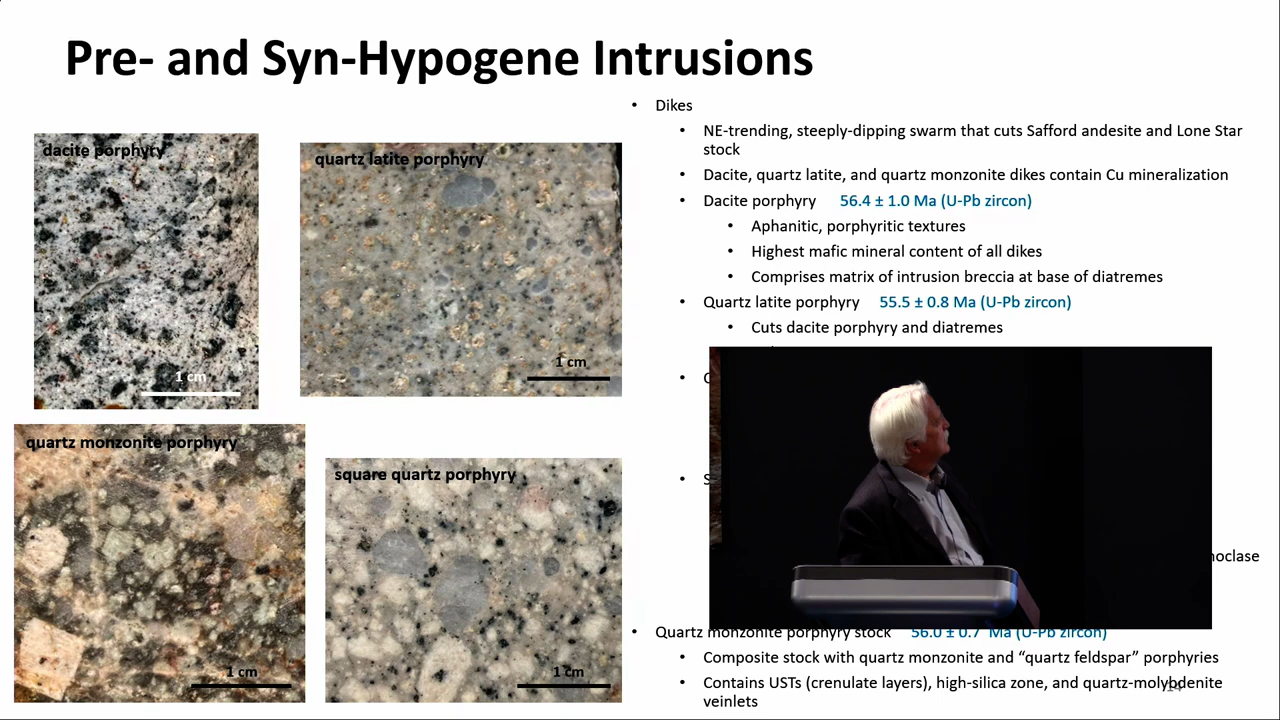 Pre- and Syn-Hypogene Intrusions
dacite porphyry
1 cm
quartz latite porphyry
1 cm
quartz monzonite porphyry
1 cm
square quartz porphyry
1 cm
• Dikes
• NE-trending, steeply-dipping swarm that cuts Safford andesite and Lone Star
stock
• Dacite, quartz latite, and quartz monzonite dikes contain Cu mineralization
• Dacite porphyry 56.4 ± 1.0 Ma (U-Pb zircon)
• Aphanitic, porphyritic textures
• Highest mafic mineral content of all dikes
• Comprises matrix of intrusion breccia at base of diatremes
• Quartz latite porphyry 55.5 ± 0.8 Ma (U-Pb zircon)
• Cuts dacite porphyry and diatremes
• Quartz monzonite porphyry stock 56.0 ± 0.7 Ma (U-Pb zircon)
• Composite stock with quartz monzonite and “quartz feldspar” porphyries
• Contains USTs (crenulate layers), high-silica zone, and quartz-molybdenite
veinlets